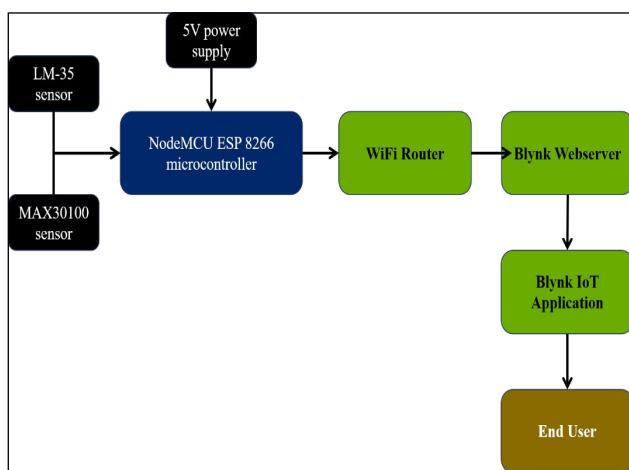 5V power
supply
LM-35
sensor
NodeMCU ESP 8266
microcontroller
WiFi Router
Blynk Webserver
MAX30100
sensor
Blynk IoT
Application
End User